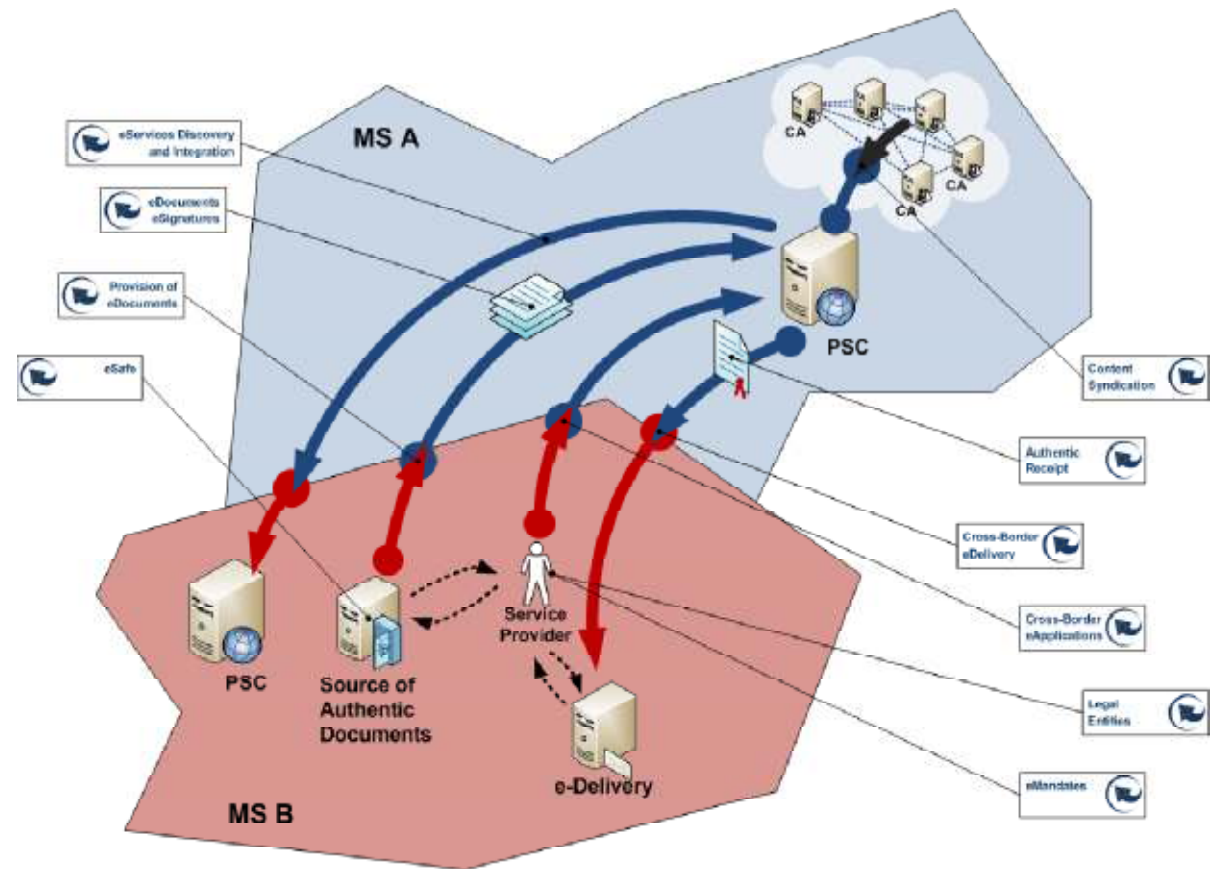 MS A
CA
CA
CA
eServices Discovery
and Integration
eDocuments
eSignatures
Provision of
eDocuments
eSafe
PSC
Content
Syndication
Authentic
Receipt
Cross-Border
eDelivery
Cross-Border
eApplications
Legal
Entities
eMandates
Service
Provider
PSC
Source of
Authentic
Documents
e-Delivery
MS B